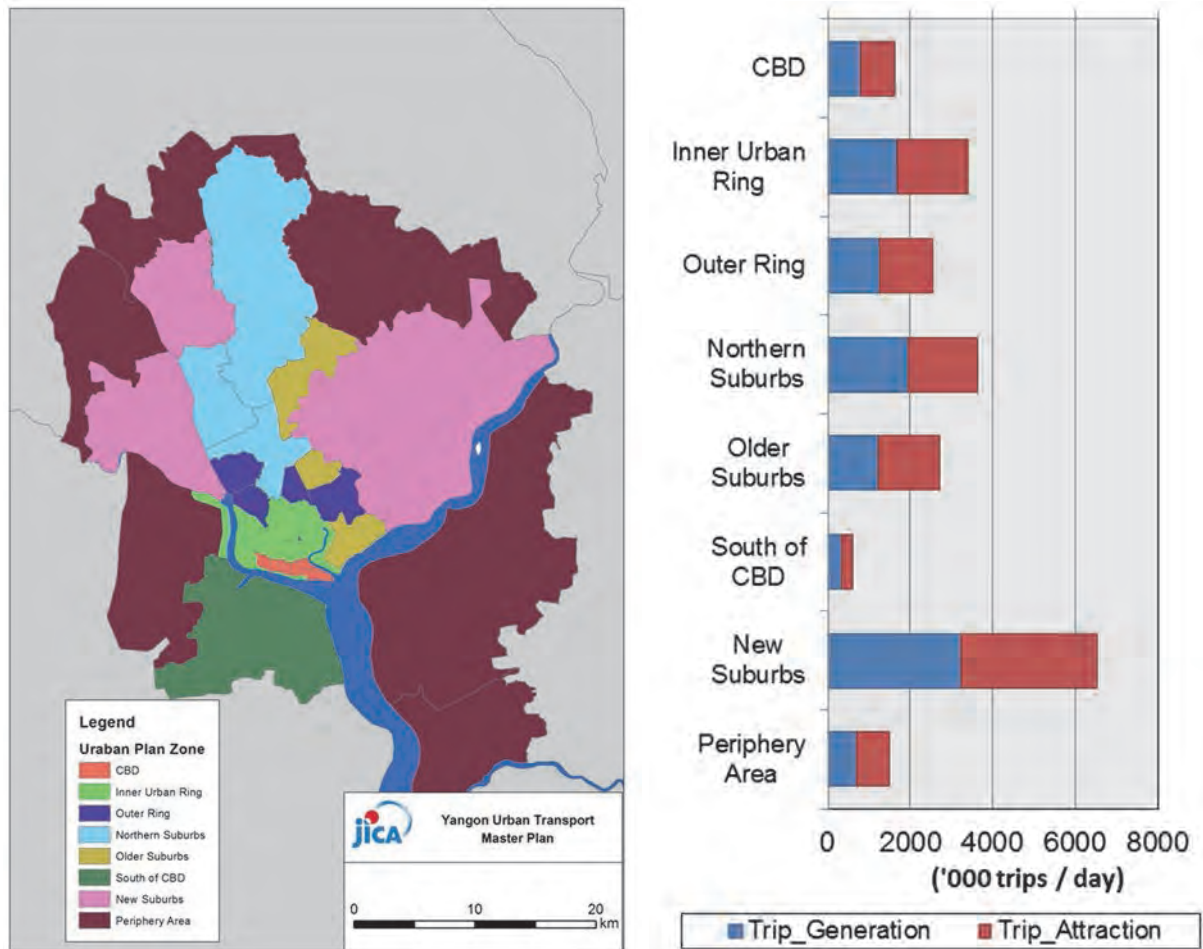 Legend
Uraban Plan Zone
CBD
Inner Urban Ring
Outer Ring
Northern Suburbs
Older Suburbs
South of CBD
New Suburbs
Periphery Area
jICA
Yangon Urban Transport
Master Plan
0 10 20
km
CBD
Inner Urban
Ring
Outer Ring
Northern
Suburbs
Older
Suburbs
South of
CBD
New
Suburbs
Periphery
Area
0 2000 4000 6000 8000
('000 trips / day)
Trip_Generation Trip_Attraction